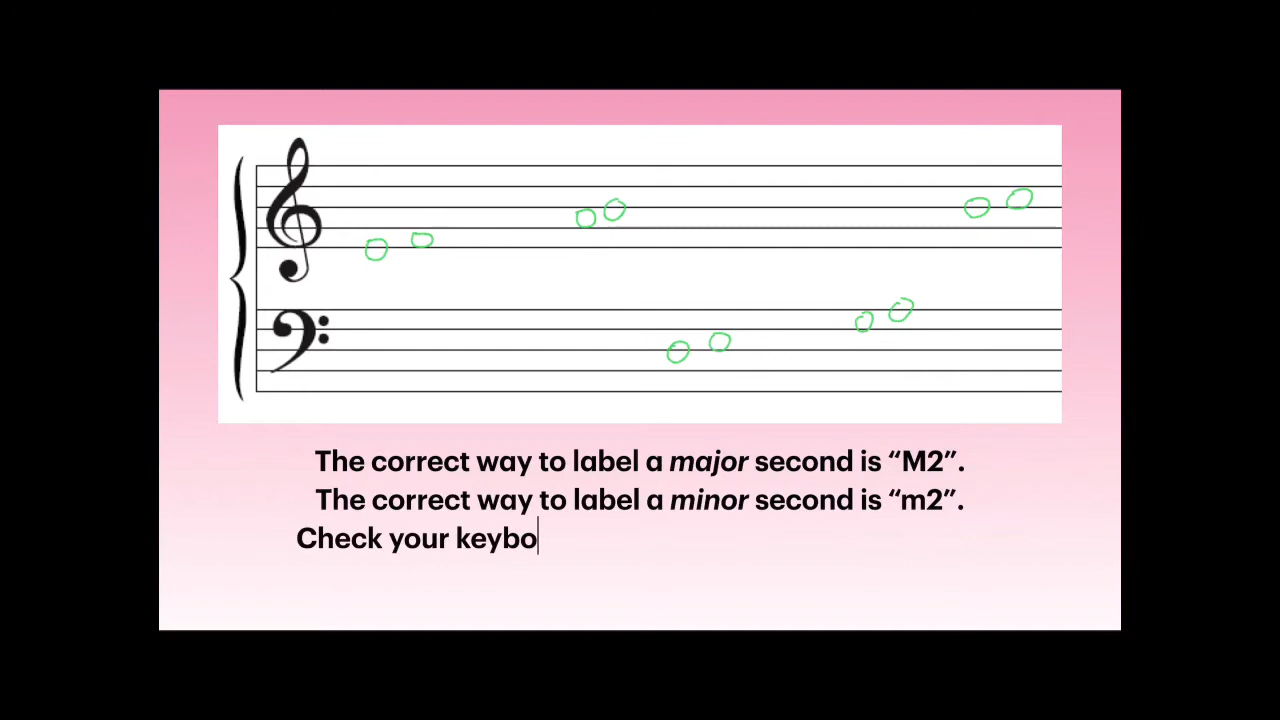 The correct way to label a major second is “M2”.
The correct way to label a minor second is “m2”.
Check your keybo